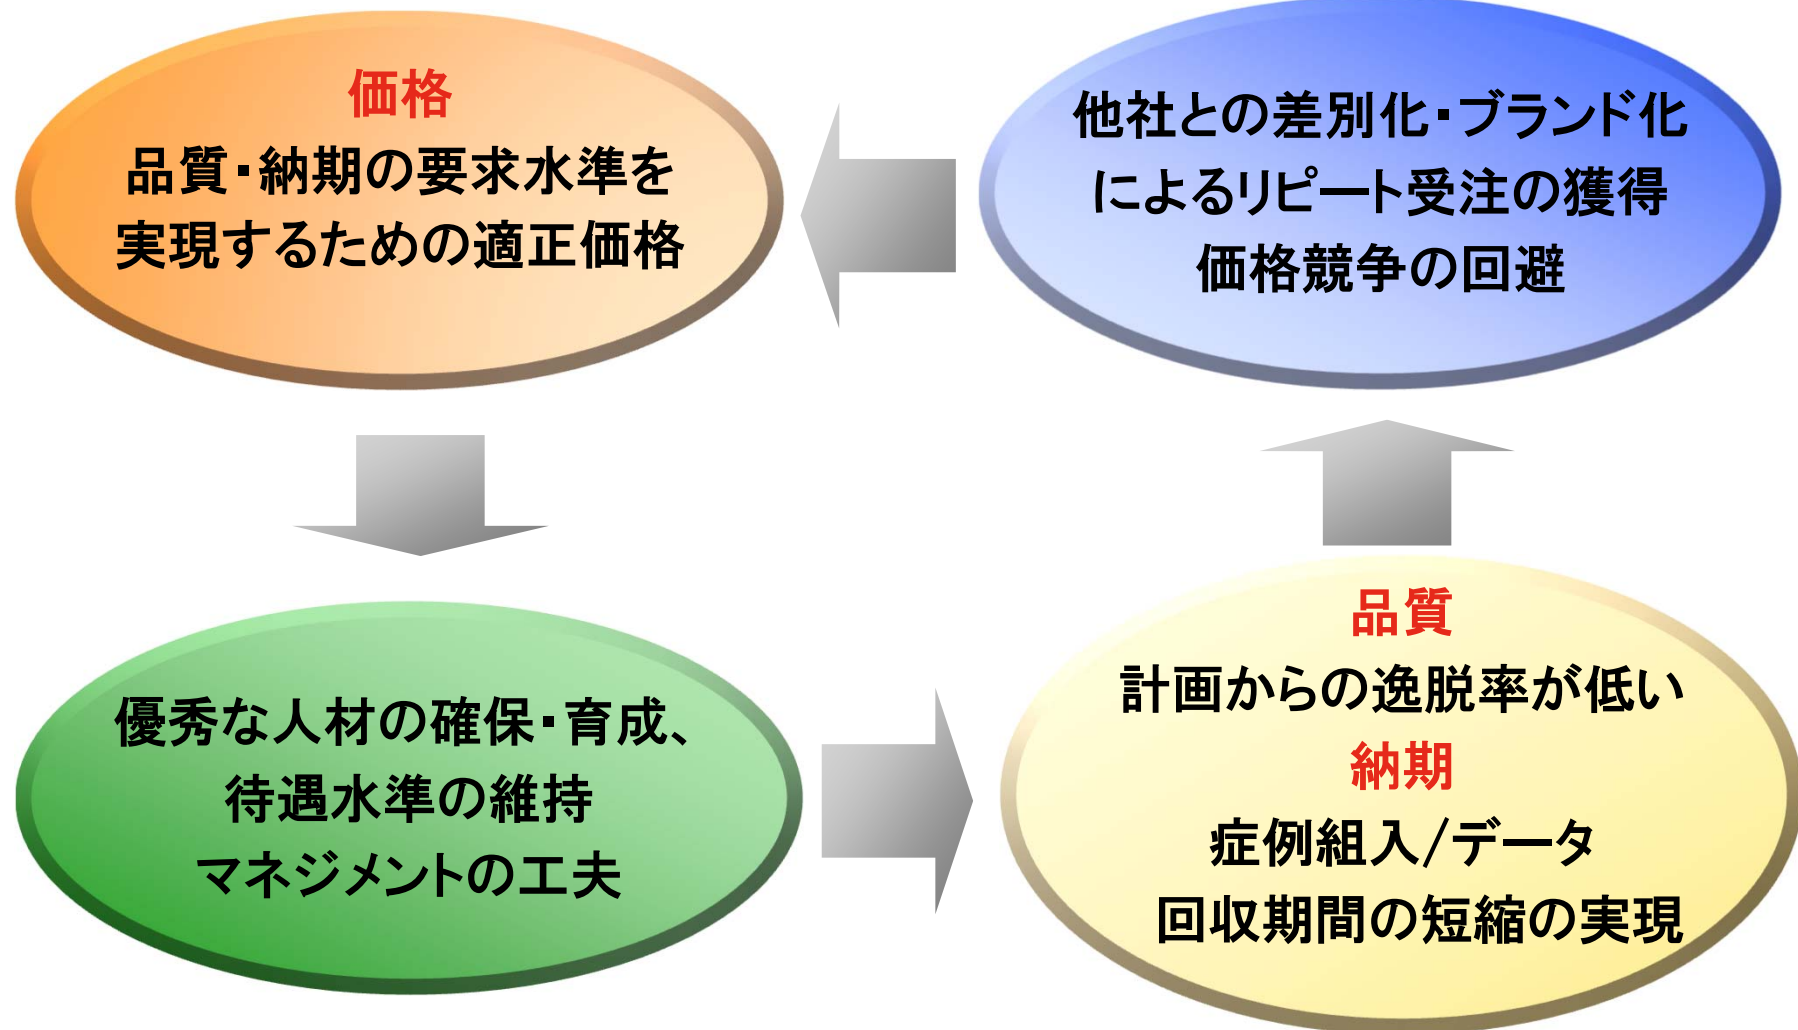 価格
品質・納期の要求水準を
実現するための適正価格
他社との差別化・ブランド化
によるリピート受注の獲得
価格競争の回避
優秀な人材の確保・育成、
待遇水準の維持
マネジメントの工夫
品質
計画からの逸脱率が低い
納期
症例組入/データ
回収期間の短縮の実現